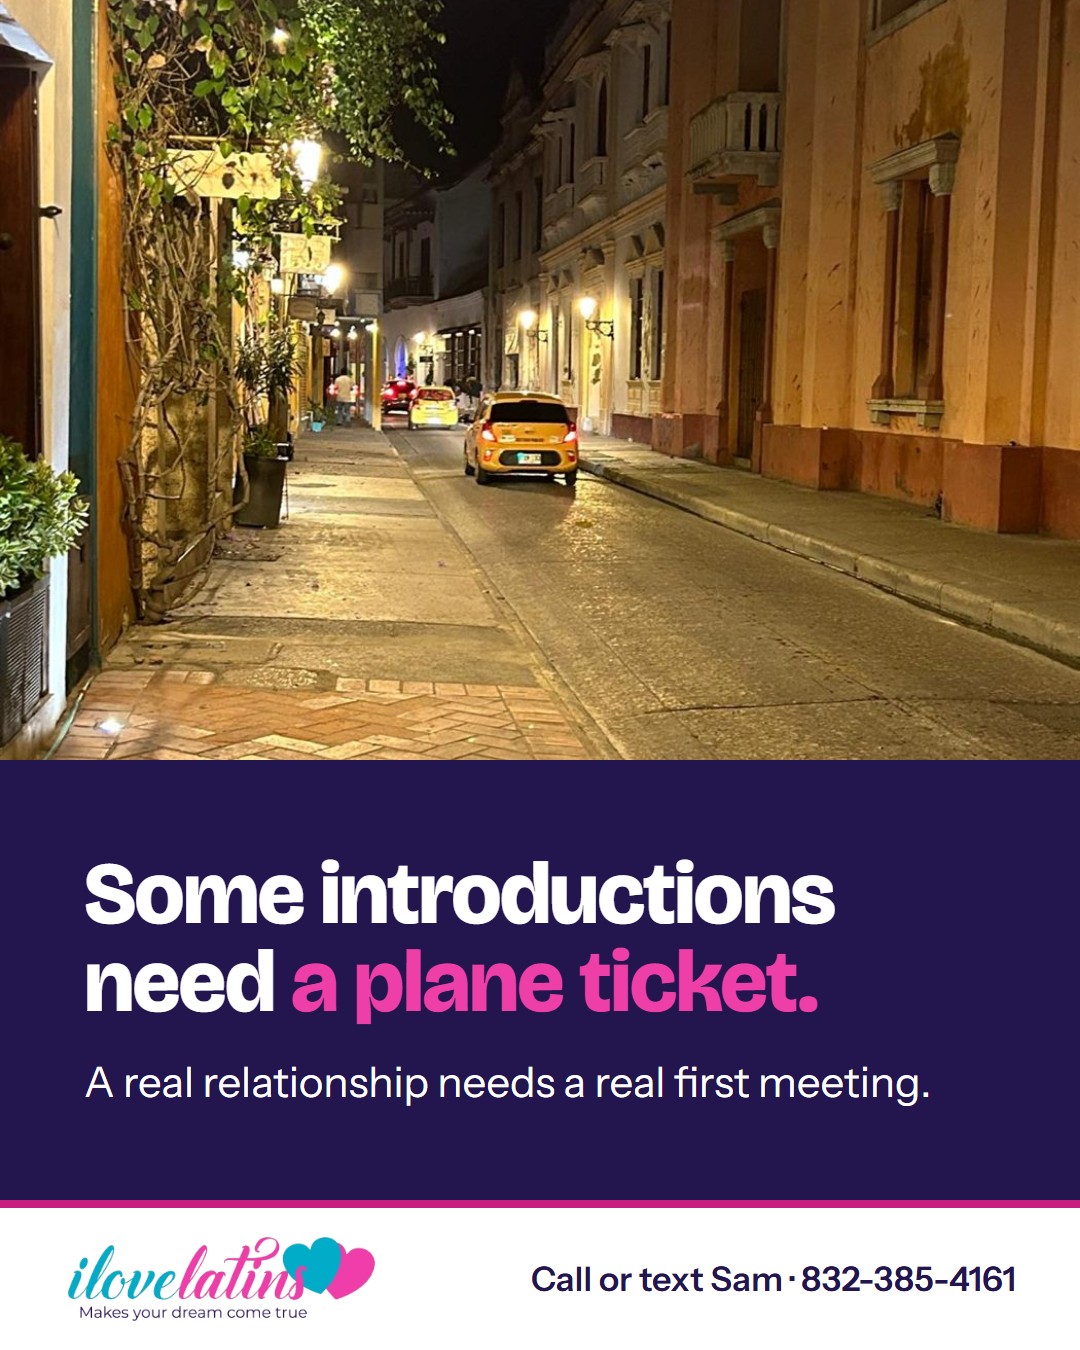 Some introductions
need a plane ticket.
A real relationship needs a real first meeting.
ilovelatins
Makes your dream come true
Call or text Sam · 832-385-4161